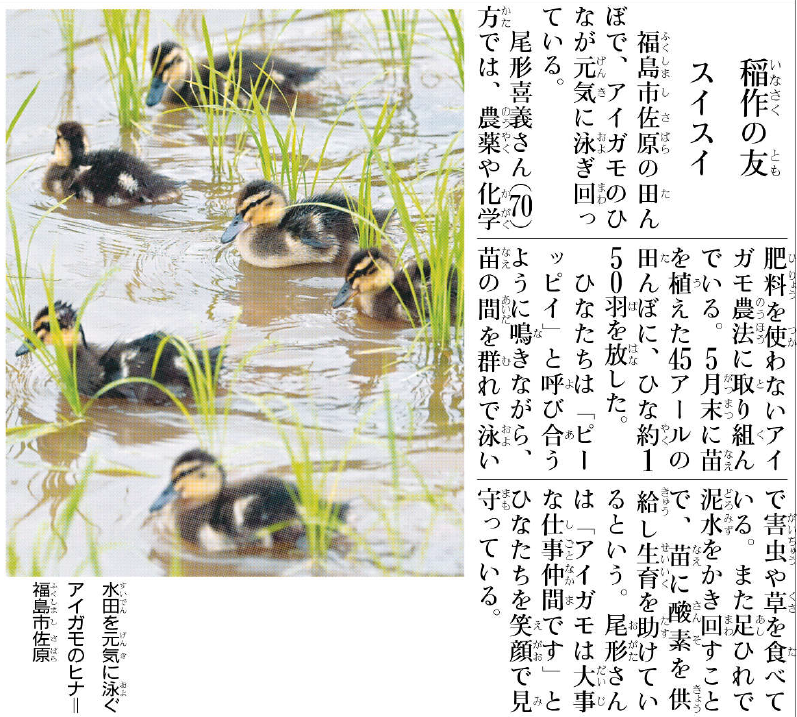 稲作の友
スイスイ
福島市佐原の田ん
ぼで、アイガモのひ
なが元気に泳ぎ回っ
ている。
尾形喜義さん(70)
方では、農薬や化学
肥料を使わないアイ
ガモ農法に取り組ん
でいる。5月末に苗
を植えた45アールの
田んぼに、ひな約1
50羽を放した。
ひなたちは「ピー
ッピイ」と呼び合う
ように鳴きながら、
苗の間を群れで泳い
で害虫や草を食べて
いる。また足ひれで
泥水をかき回すこと
で、苗に酸素を供
給し生育を助けてい
るという。尾形さん
は「アイガモは大事
な仕事仲間です」と
ひなたちを笑顔で見
守っている。
水田を元気に泳ぐ
アイガモのヒナ=
福島市佐原